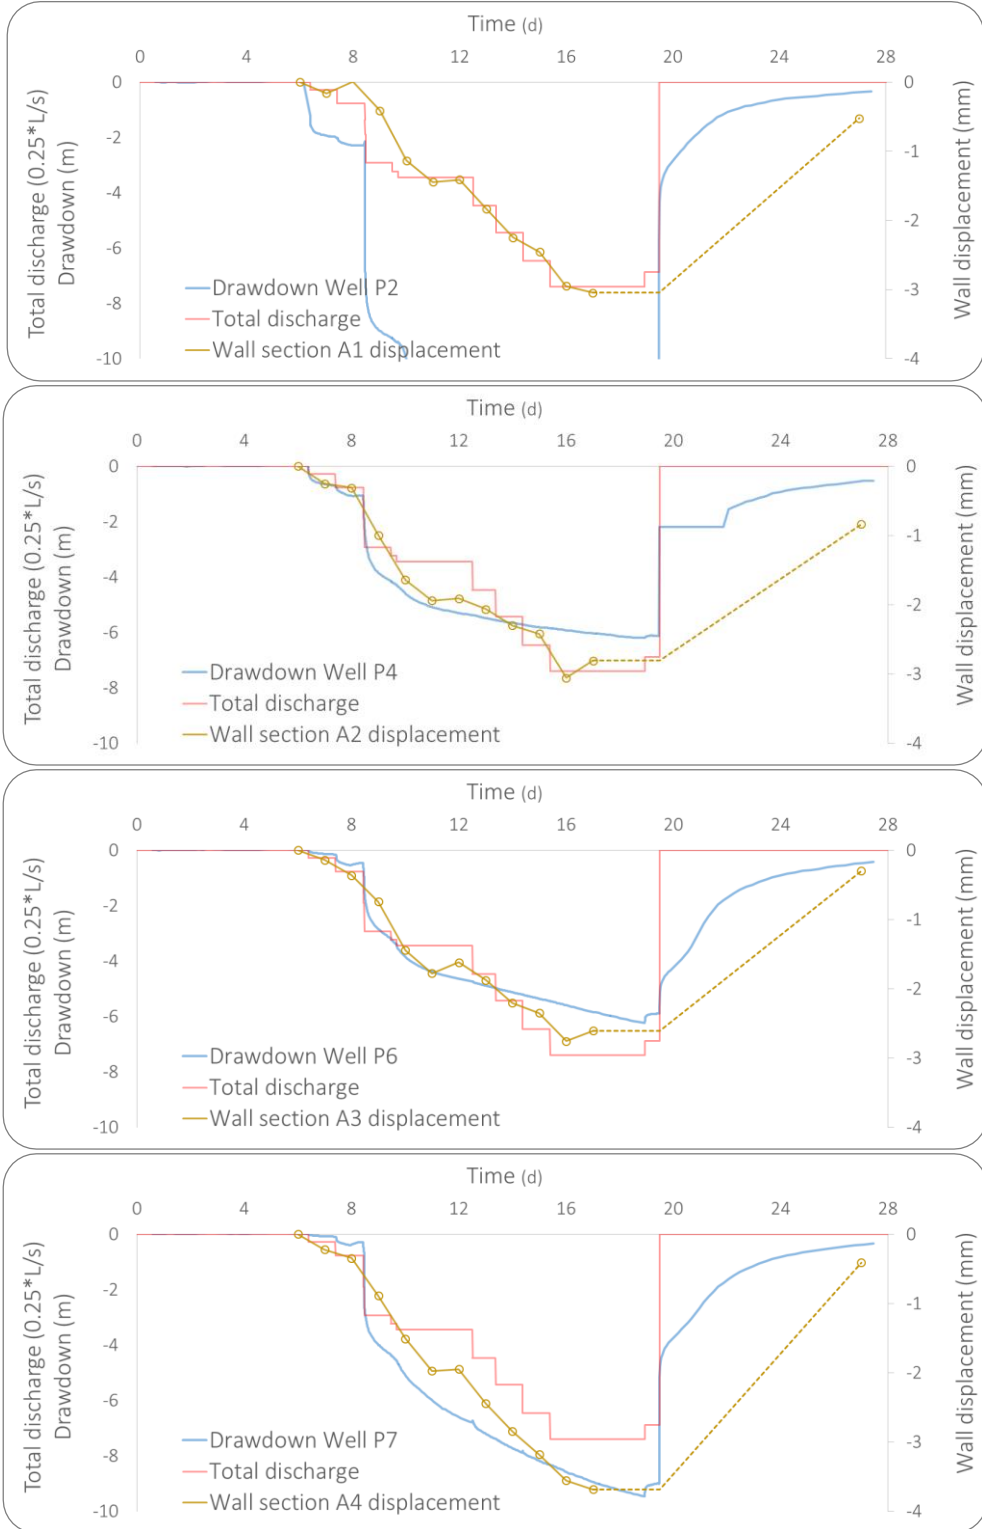 Time (d)
0 4 8 12 16 20 24 28
0 -2 -4 -6 -8 -10
Total discharge (0.25*L/s)
Drawdown (m)
0 -1 -2 -3 -4
Wall displacement (mm)
Drawdown Well P2
Total discharge
Wall section A1 displacement
Time (d)
0 4 8 12 16 20 24 28
0 -2 -4 -6 -8 -10
Total discharge (0.25*L/s)
Drawdown (m)
0 -1 -2 -3 -4
Wall displacement (mm)
Drawdown Well P4
Total discharge
Wall section A2 displacement
Time (d)
0 4 8 12 16 20 24 28
0 -2 -4 -6 -8 -10
Total discharge (0.25*L/s)
Drawdown (m)
0 -1 -2 -3 -4
Wall displacement (mm)
Drawdown Well P6
Total discharge
Wall section A3 displacement
Time (d)
0 4 8 12 16 20 24 28
0 -2 -4 -6 -8 -10
Total discharge (0.25*L/s)
Drawdown (m)
0 -1 -2 -3 -4
Wall displacement (mm)
Drawdown Well P7
Total discharge
Wall section A4 displacement